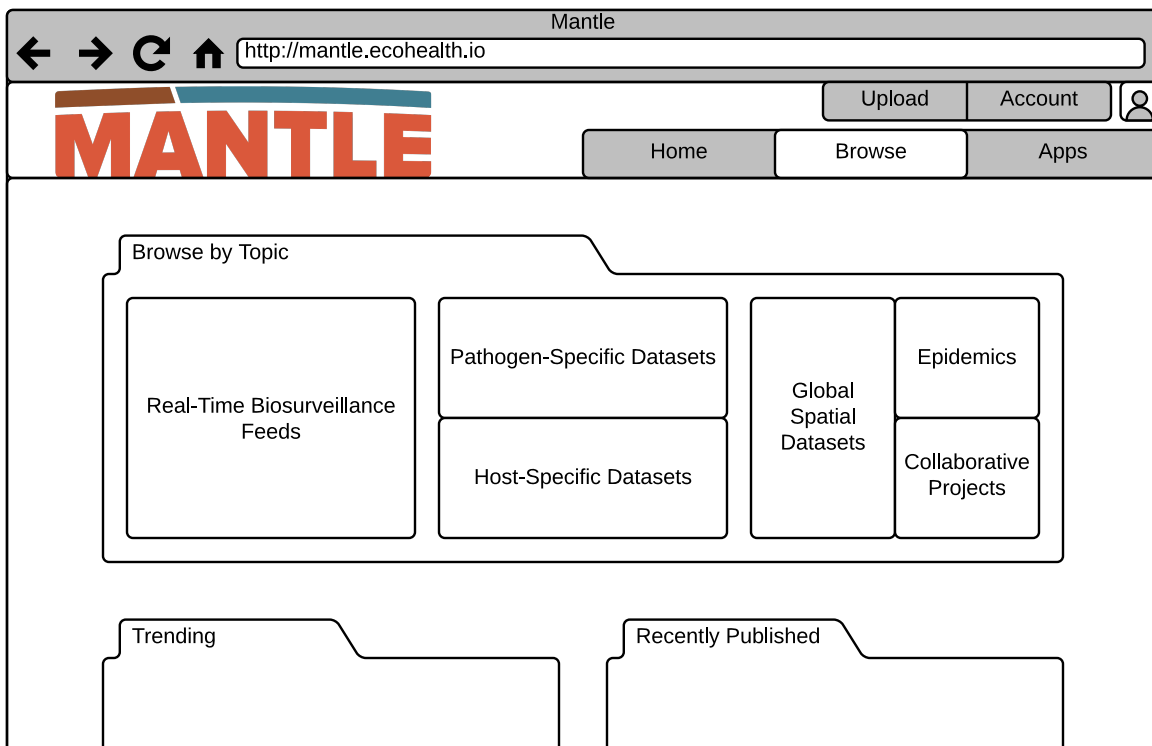 Mantle
http://mantle.ecohealth.io
MANTLE
Upload
Account
Home
Browse
Apps
Browse by Topic
Real-Time Biosurveillance
Feeds
Pathogen-Specific Datasets
Host-Specific Datasets
Global
Spatial
Datasets
Epidemics
Collaborative
Projects
Trending
Recently Published